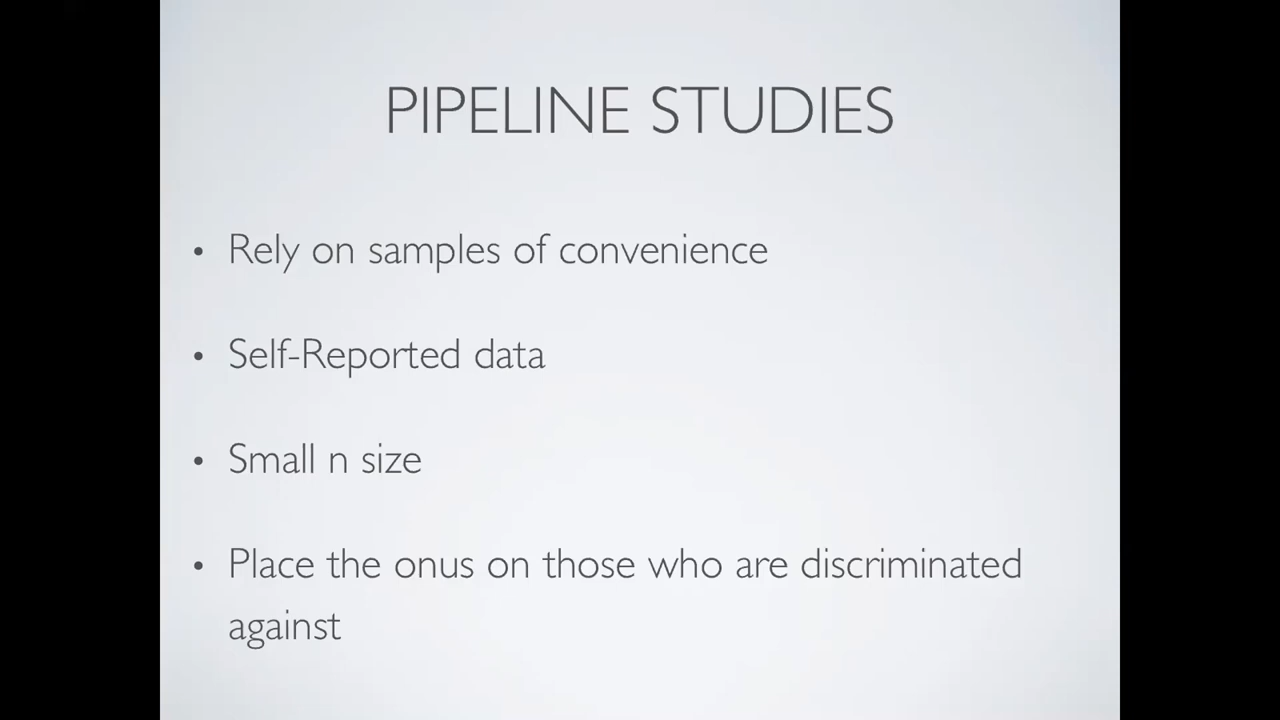 PIPELINE STUDIES
• Rely on samples of convenience
• Self-Reported data
• Small n size
• Place the onus on those who are discriminated
against